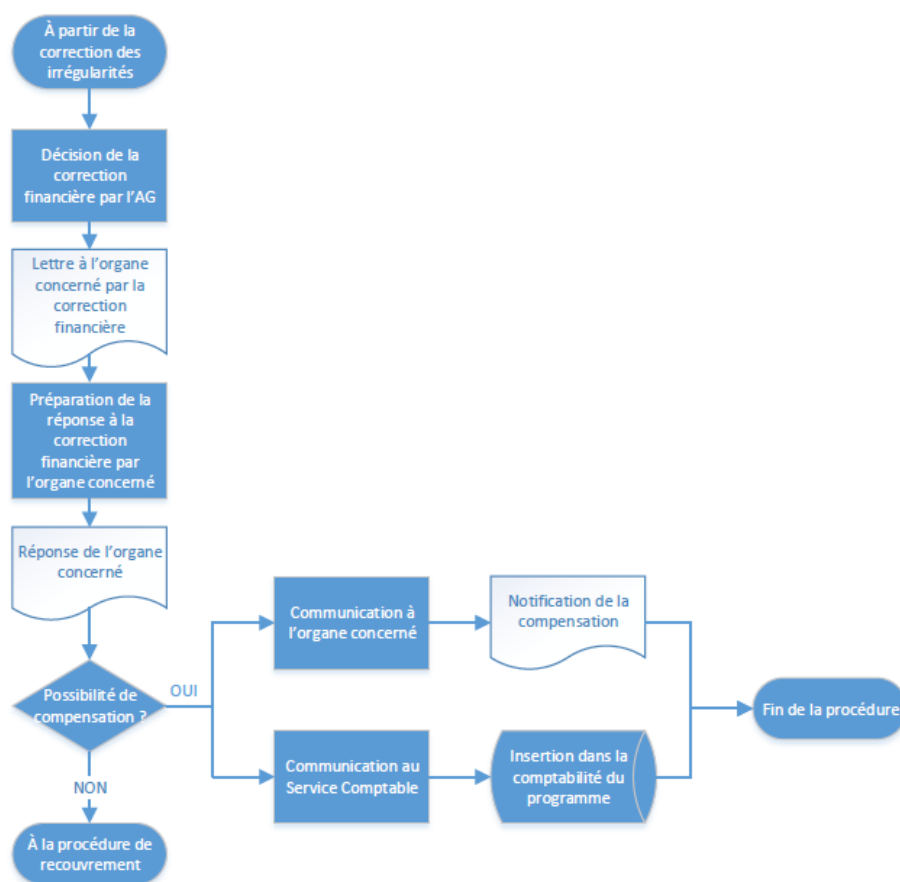 À partir de la
correction des
irrégularités
Décision de la
correction
financière par l'AG
Lettre à l'organe
concerné par la
correction
financière
Préparation de la
réponse à la
correction
financière par
l'organe concerné
Réponse de l'organe
concerné
Possibilité de
compensation ?
OUI
Communication à
l'organe concerné
Notification de la
compensation
Communication au
Service Comptable
Insertion dans la
comptabilité du
programme
Fin de la procédure
NON
À la procédure de
recouvrement